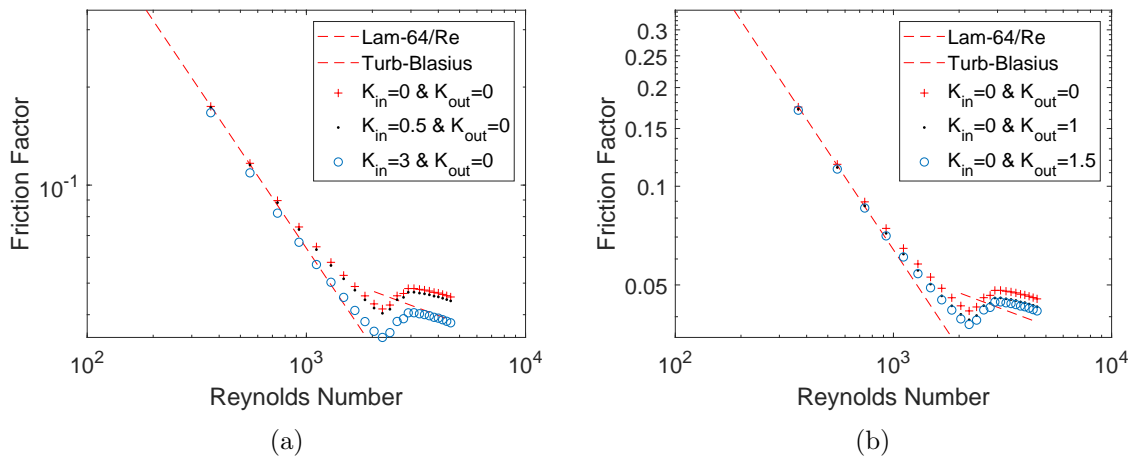 Lam-64/Re
Turb-Blasius
K_in=0 & K_out=0
K_in=0.5 & K_out=0
K_in=3 & K_out=0
Friction Factor
10^-1
10^2
10^3
10^4
Reynolds Number
(a)
Lam-64/Re
Turb-Blasius
K_in=0 & K_out=0
K_in=0 & K_out=1
K_in=0 & K_out=1.5
Friction Factor
0.3
0.25
0.2
0.15
0.1
0.05
10^2
10^3
10^4
Reynolds Number
(b)